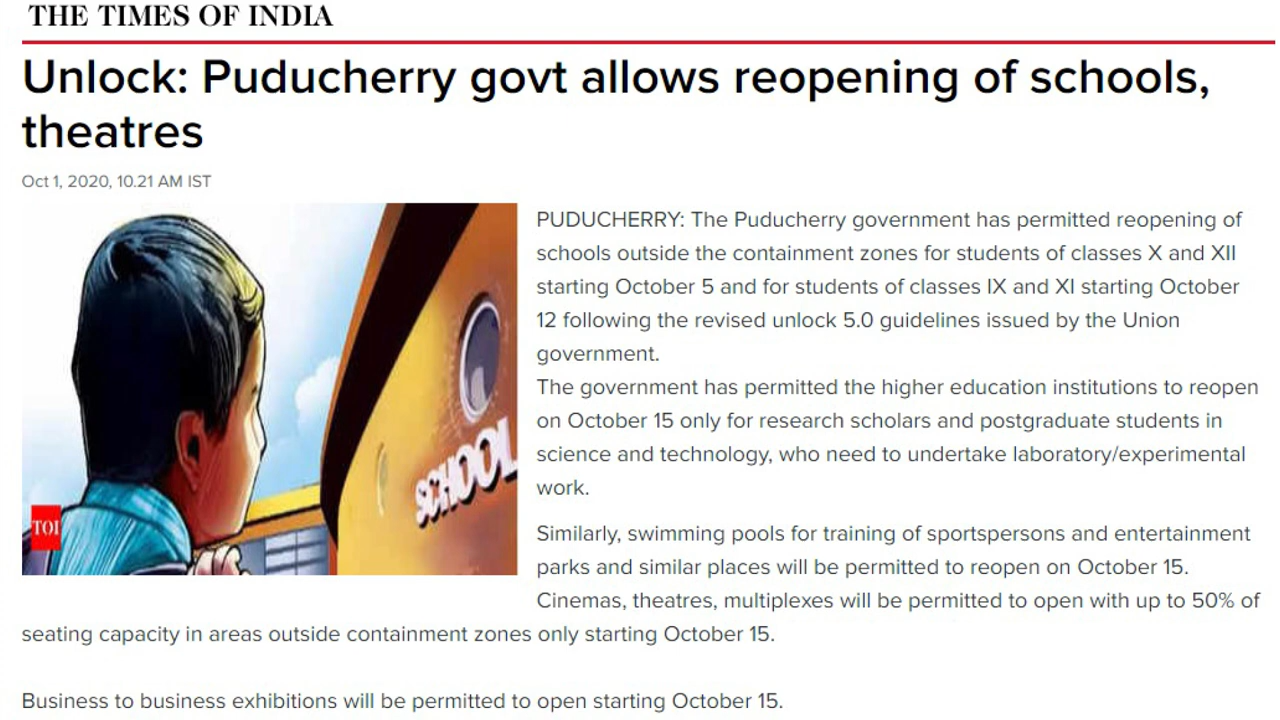 THE TIMES OF INDIA
Unlock: Puducherry govt allows reopening of schools,
theatres
Oct 1, 2020, 10.21 AM IST
SCHOOL
TOI
PUDUCHERRY: The Puducherry government has permitted reopening of
schools outside the containment zones for students of classes X and XII
starting October 5 and for students of classes IX and XI starting October
12 following the revised unlock 5.0 guidelines issued by the Union
government.
The government has permitted the higher education institutions to reopen
on October 15 only for research scholars and postgraduate students in
science and technology, who need to undertake laboratory/experimental
work.
Similarly, swimming pools for training of sportspersons and entertainment
parks and similar places will be permitted to reopen on October 15.
Cinemas, theatres, multiplexes will be permitted to open with up to 50% of
seating capacity in areas outside containment zones only starting October 15.
Business to business exhibitions will be permitted to open starting October 15.